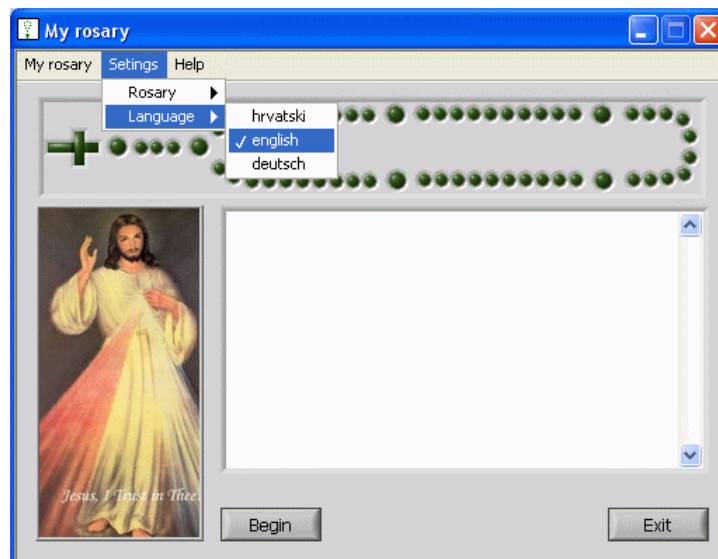 My rosary
My rosary Setings Help
Rosary
Language
hrvatski
english
deutsch
Jesus, I Trust in Thee.
Begin
Exit